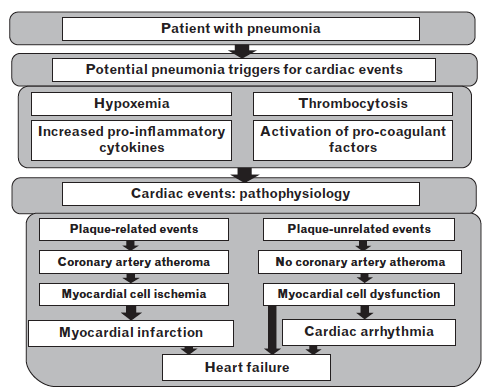 Patient with pneumonia
Potential pneumonia triggers for cardiac events
Hypoxemia
Thrombocytosis
Increased pro-inflammatory
cytokines
Activation of pro-coagulant
factors
Cardiac events: pathophysiology
Plaque-related events
Plaque-unrelated events
Coronary artery atheroma
No coronary artery atheroma
Myocardial cell ischemia
Myocardial cell dysfunction
Myocardial infarction
Cardiac arrhythmia
Heart failure